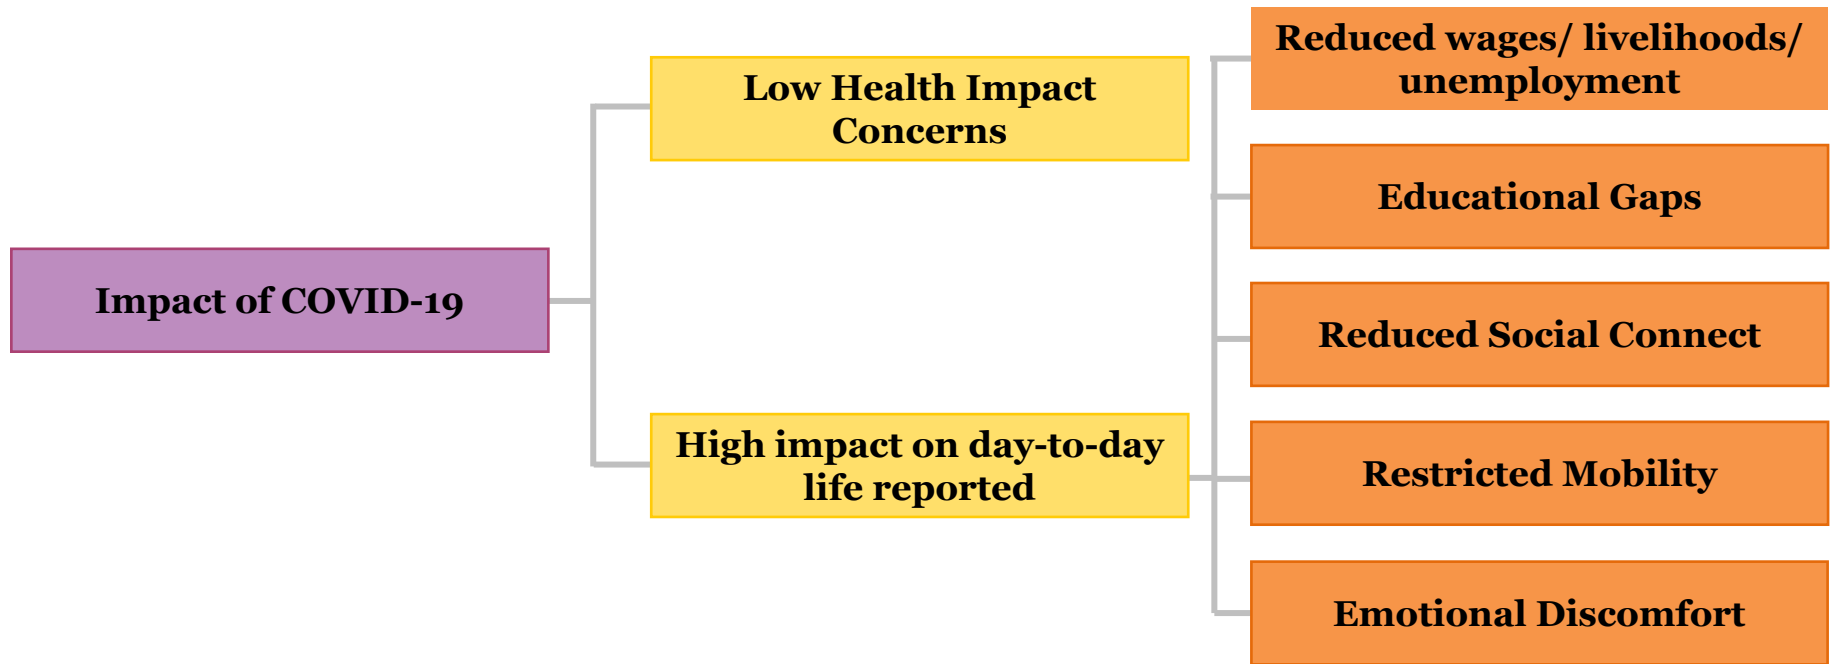 Impact of COVID-19
Low Health Impact
Concerns
High impact on day-to-day
life reported
Reduced wages/ livelihoods/
unemployment
Educational Gaps
Reduced Social Connect
Restricted Mobility
Emotional Discomfort